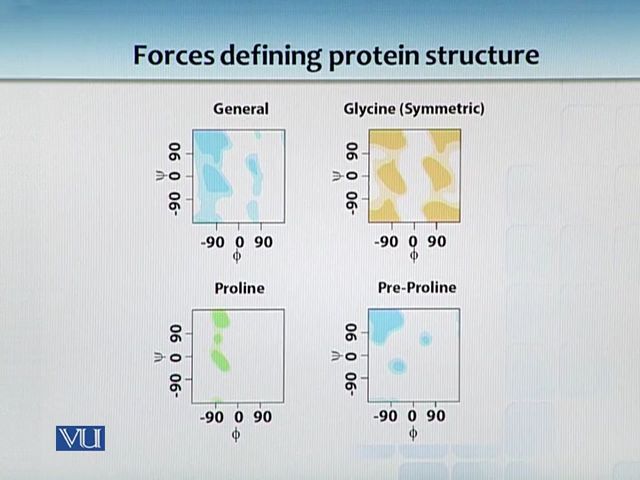 Forces defining protein structure
General
Glycine (Symmetric)
90
0
-90
ψ
-90 0 90
ϕ
90
0
-90
ψ
-90 0 90
ϕ
Proline
Pre-Proline
90
0
-90
ψ
-90 0 90
ϕ
90
0
-90
ψ
-90 0 90
ϕ
VU